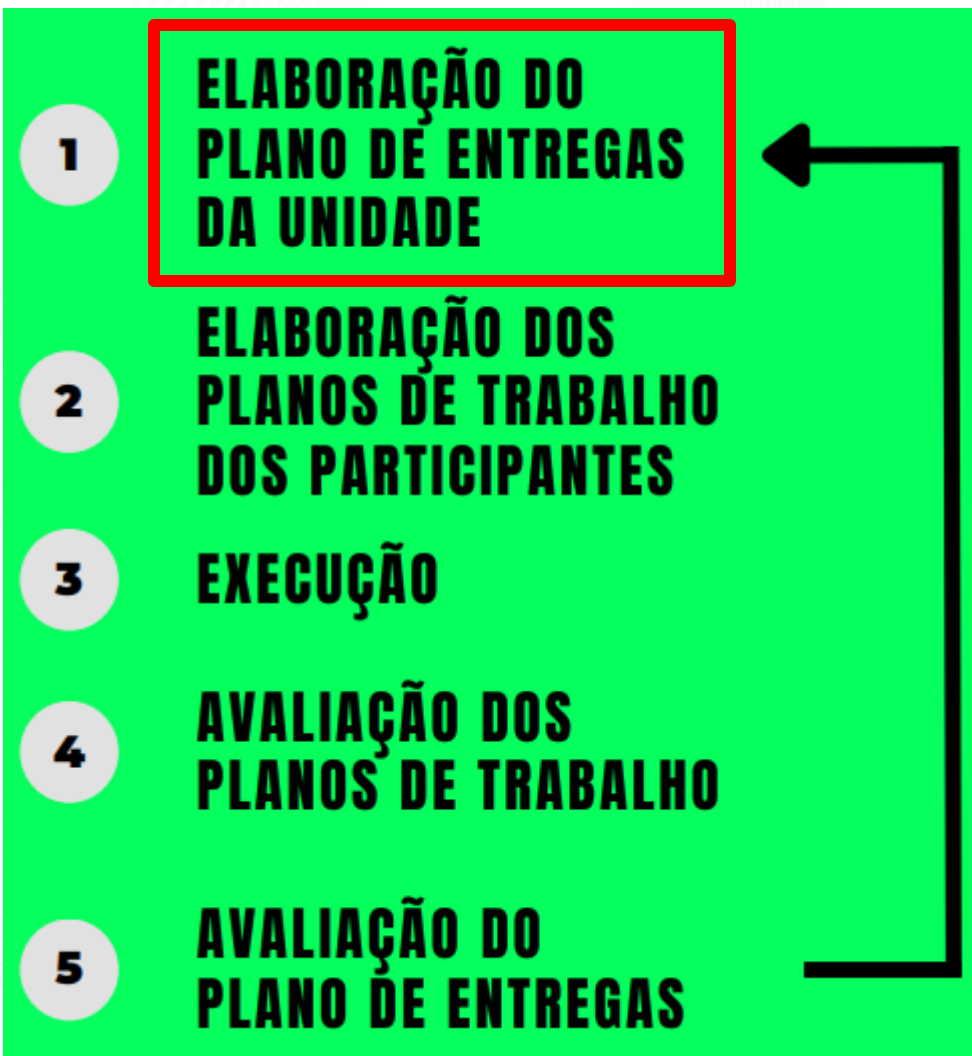 1
ELABORAÇÃO DO
PLANO DE ENTREGAS
DA UNIDADE
2
ELABORAÇÃO DOS
PLANOS DE TRABALHO
DOS PARTICIPANTES
3
EXECUÇÃO
4
AVALIAÇÃO DOS
PLANOS DE TRABALHO
5
AVALIAÇÃO DO
PLANO DE ENTREGAS